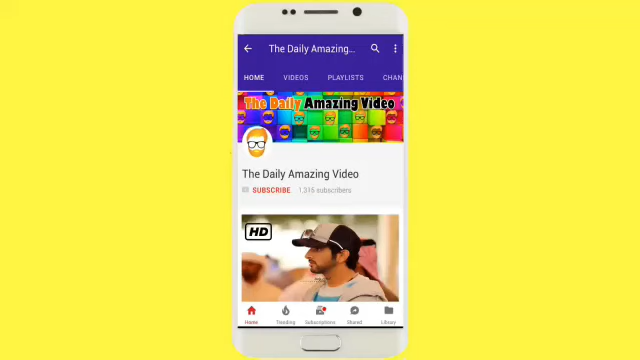 The Daily Amazing...
HOME VIDEOS PLAYLISTS CHAN
The Daily Amazing Video
The Daily Amazing Video
SUBSCRIBE 1,316 subscribers
HD
Home Trending Subscriptions Shared Library